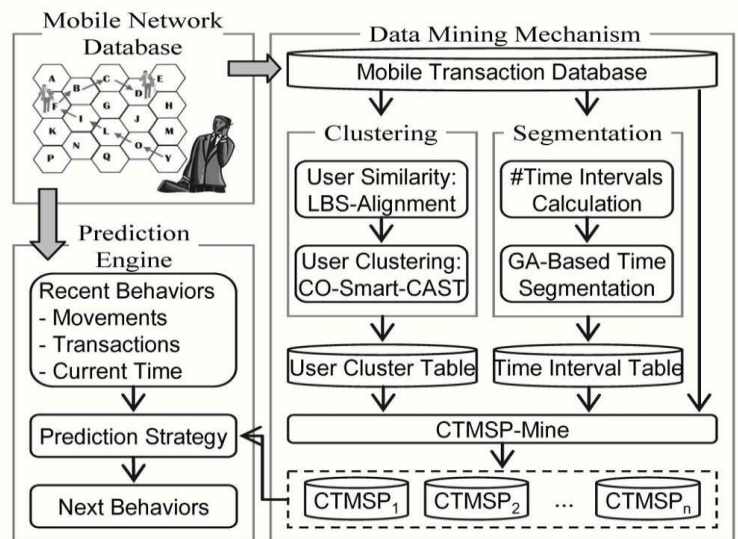 Mobile Network
Database
A
B
C
D
E
F
G
H
I
J
K
L
M
N
O
P
Q
Y
Data Mining Mechanism
Mobile Transaction Database
Clustering
User Similarity:
LBS-Alignment
User Clustering:
CO-Smart-CAST
User Cluster Table
Segmentation
#Time Intervals
Calculation
GA-Based Time
Segmentation
Time Interval Table
CTMSP-Mine
CTMSP1
CTMSP2
...
CTMSPn
Prediction
Engine
Recent Behaviors
- Movements
- Transactions
- Current Time
Prediction Strategy
Next Behaviors